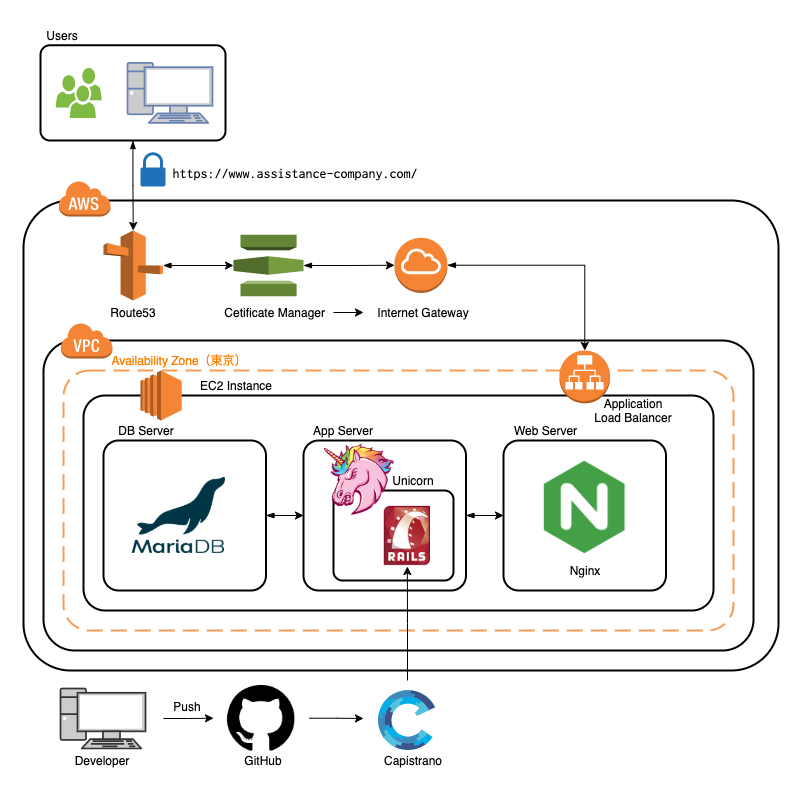 Users
https://www.assistance-company.com/
AWS
Route53
Cetificate Manager
Internet Gateway
VPC
Availability Zone（東京）
EC2 Instance
Application
Load Balancer
DB Server
App Server
Web Server
Unicorn
MariaDB
RAILS
N
Nginx
Push
Developer
GitHub
Capistrano